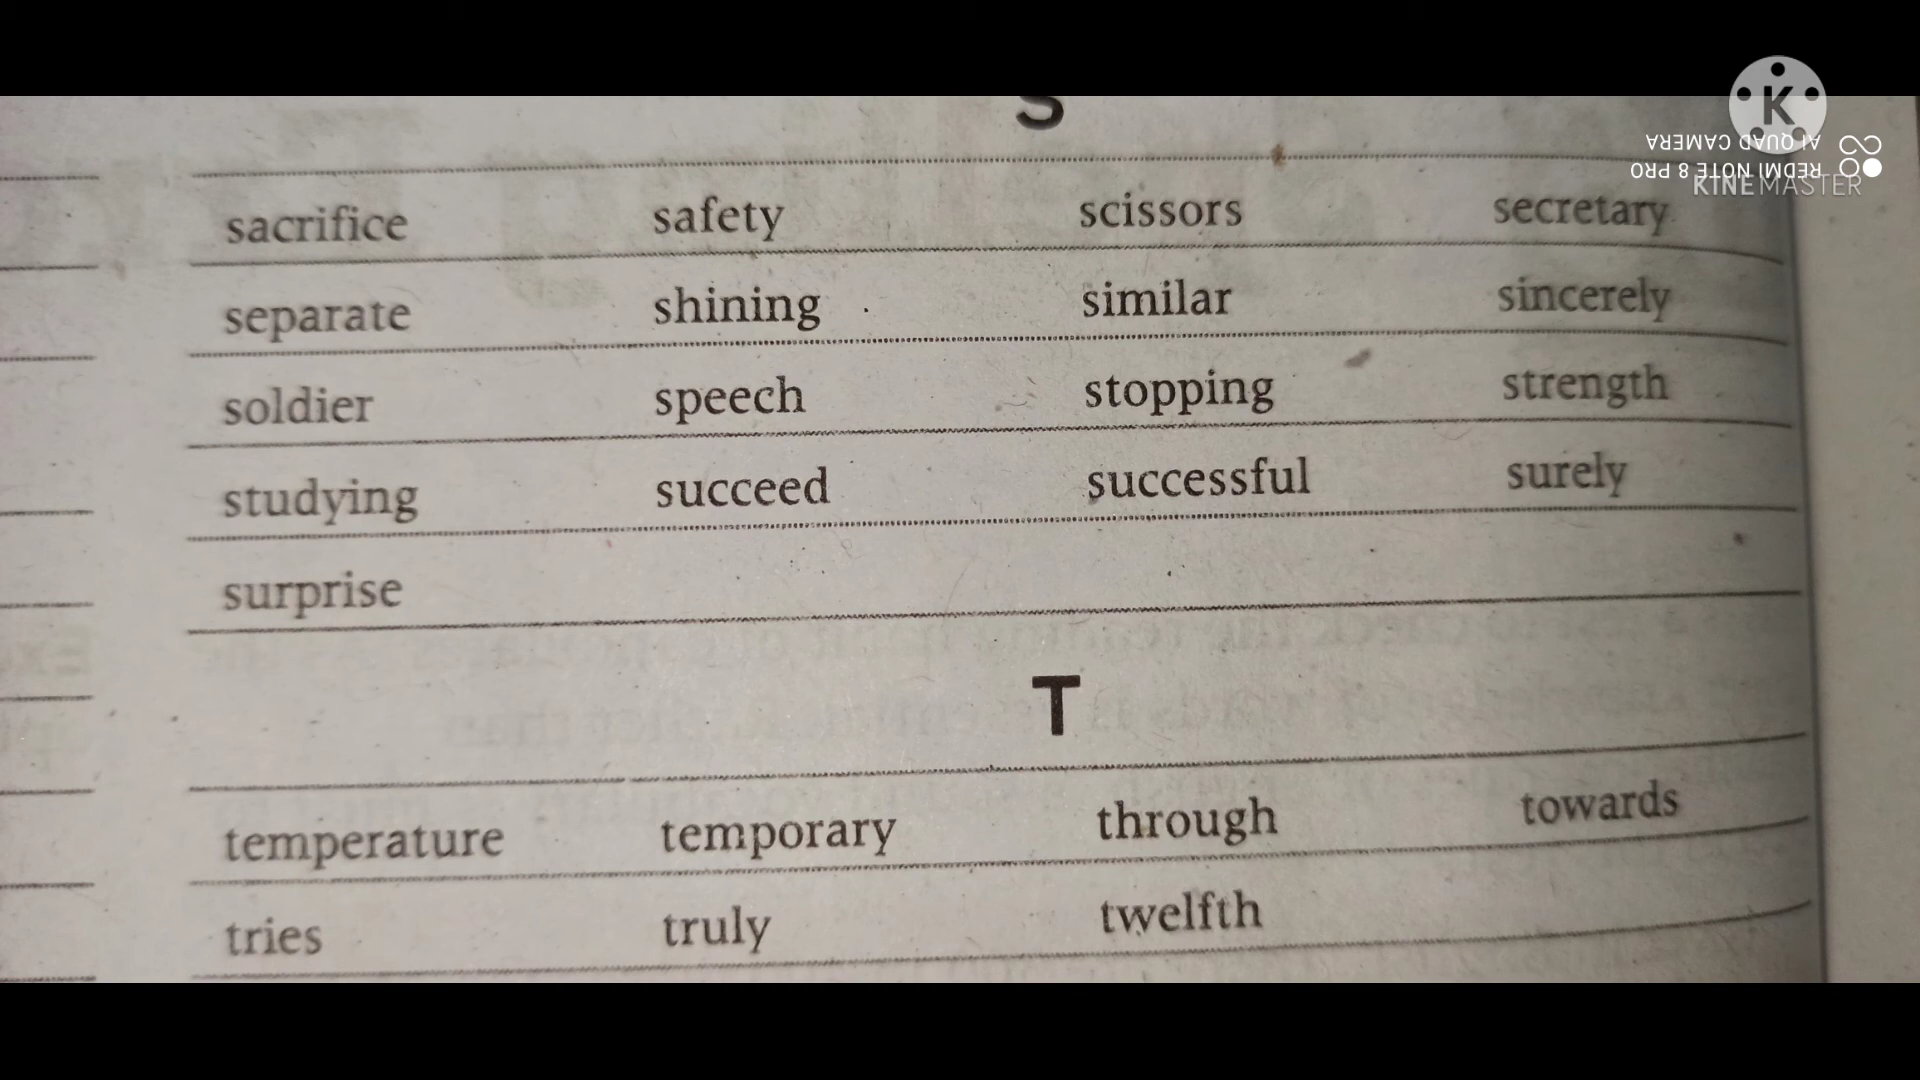 S
K
AI QUAD CAMERA
REDMI NOTE 8 PRO
KINEMASTER
sacrifice safety scissors secretary
separate shining similar sincerely
soldier speech stopping strength
studying succeed successful surely
surprise
T
temperature temporary through towards
tries truly twelfth